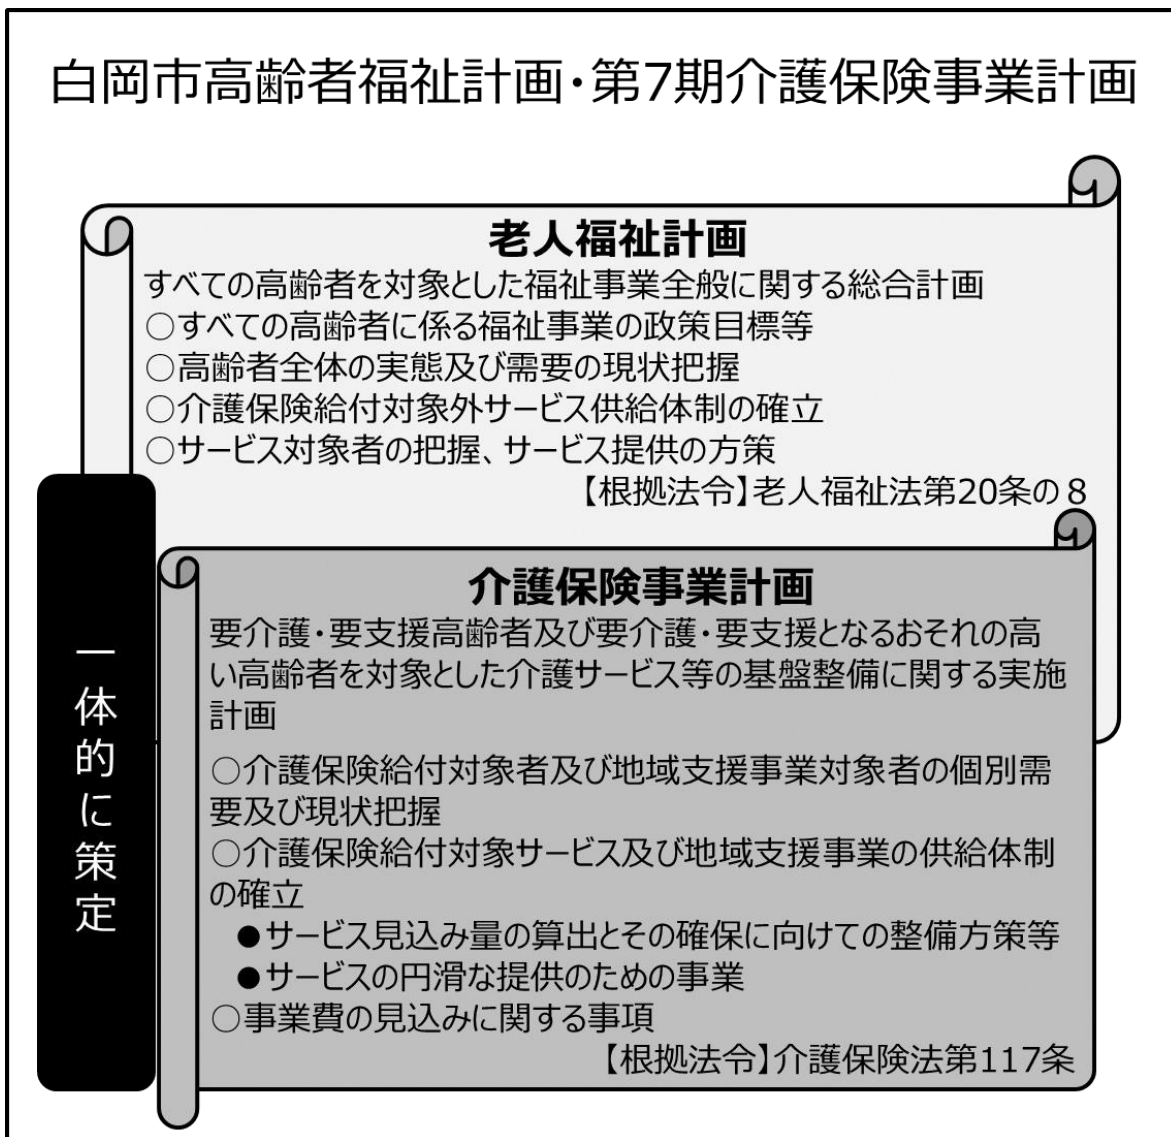 白岡市高齢者福祉計画・第7期介護保険事業計画
老人福祉計画
すべての高齢者を対象とした福祉事業全般に関する総合計画
○すべての高齢者に係る福祉事業の政策目標等
○高齢者全体の実態及び需要の現状把握
○介護保険給付対象外サービス供給体制の確立
○サービス対象者の把握、サービス提供の方策
【根拠法令】老人福祉法第20条の８
一体的に策定
介護保険事業計画
要介護・要支援高齢者及び要介護・要支援となるおそれの高
い高齢者を対象とした介護サービス等の基盤整備に関する実施
計画
○介護保険給付対象者及び地域支援事業対象者の個別需
要及び現状把握
○介護保険給付対象サービス及び地域支援事業の供給体制
の確立
●サービス見込み量の算出とその確保に向けての整備方策等
●サービスの円滑な提供のための事業
○事業費の見込みに関する事項
【根拠法令】介護保険法第117条